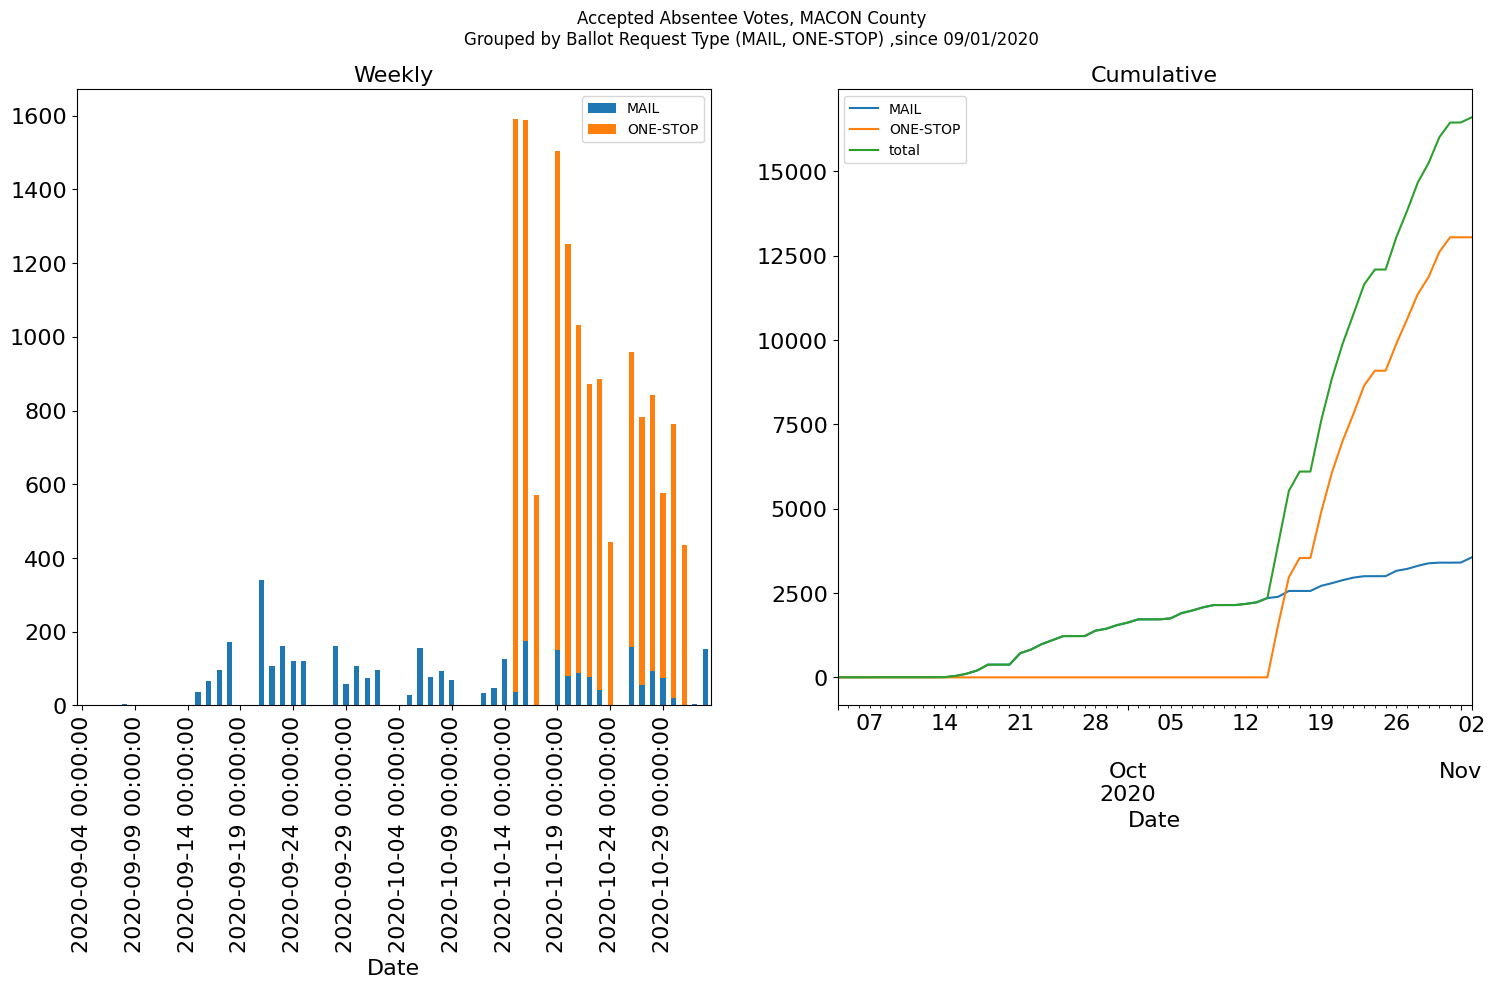 Accepted Absentee Votes, MACON County
Grouped by Ballot Request Type (MAIL, ONE-STOP) ,since 09/01/2020
Weekly
MAIL
ONE-STOP
1600
1400
1200
1000
800
600
400
200
0
2020-09-04 00:00:00
2020-09-09 00:00:00
2020-09-14 00:00:00
2020-09-19 00:00:00
2020-09-24 00:00:00
2020-09-29 00:00:00
2020-10-04 00:00:00
2020-10-09 00:00:00
2020-10-14 00:00:00
2020-10-19 00:00:00
2020-10-24 00:00:00
2020-10-29 00:00:00
Date
Cumulative
MAIL
ONE-STOP
total
15000
12500
10000
7500
5000
2500
0
07 14 21 28 05 12 19 26 02
Oct Nov
2020
Date